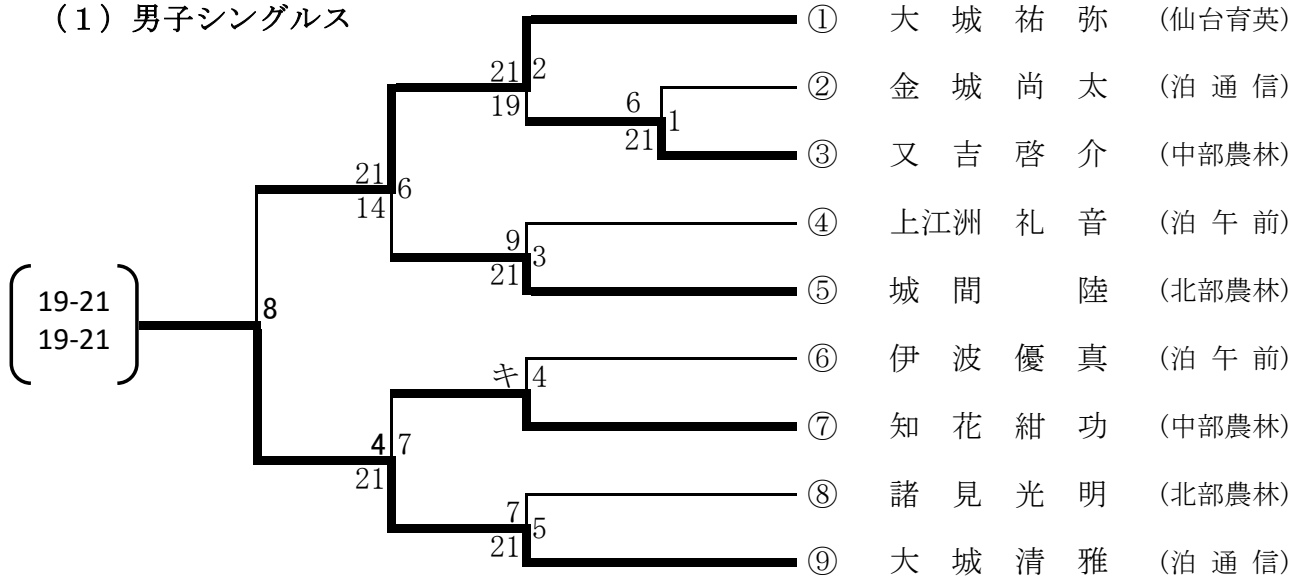 （１）男子シングルス
① 大城祐弥 (仙台育英)
21 2
② 金城尚太 (泊通信)
19 6 1
21
③ 又吉啓介 (中部農林)
21 6
14
④ 上江洲礼音 (泊午前)
9 3
21
⑤ 城間 陸 (北部農林)
19-21
8
19-21
⑥ 伊波優真 (泊午前)
キ 4
⑦ 知花紺功 (中部農林)
4 7
21
⑧ 諸見光明 (北部農林)
7 5
21
⑨ 大城清雅 (泊通信)